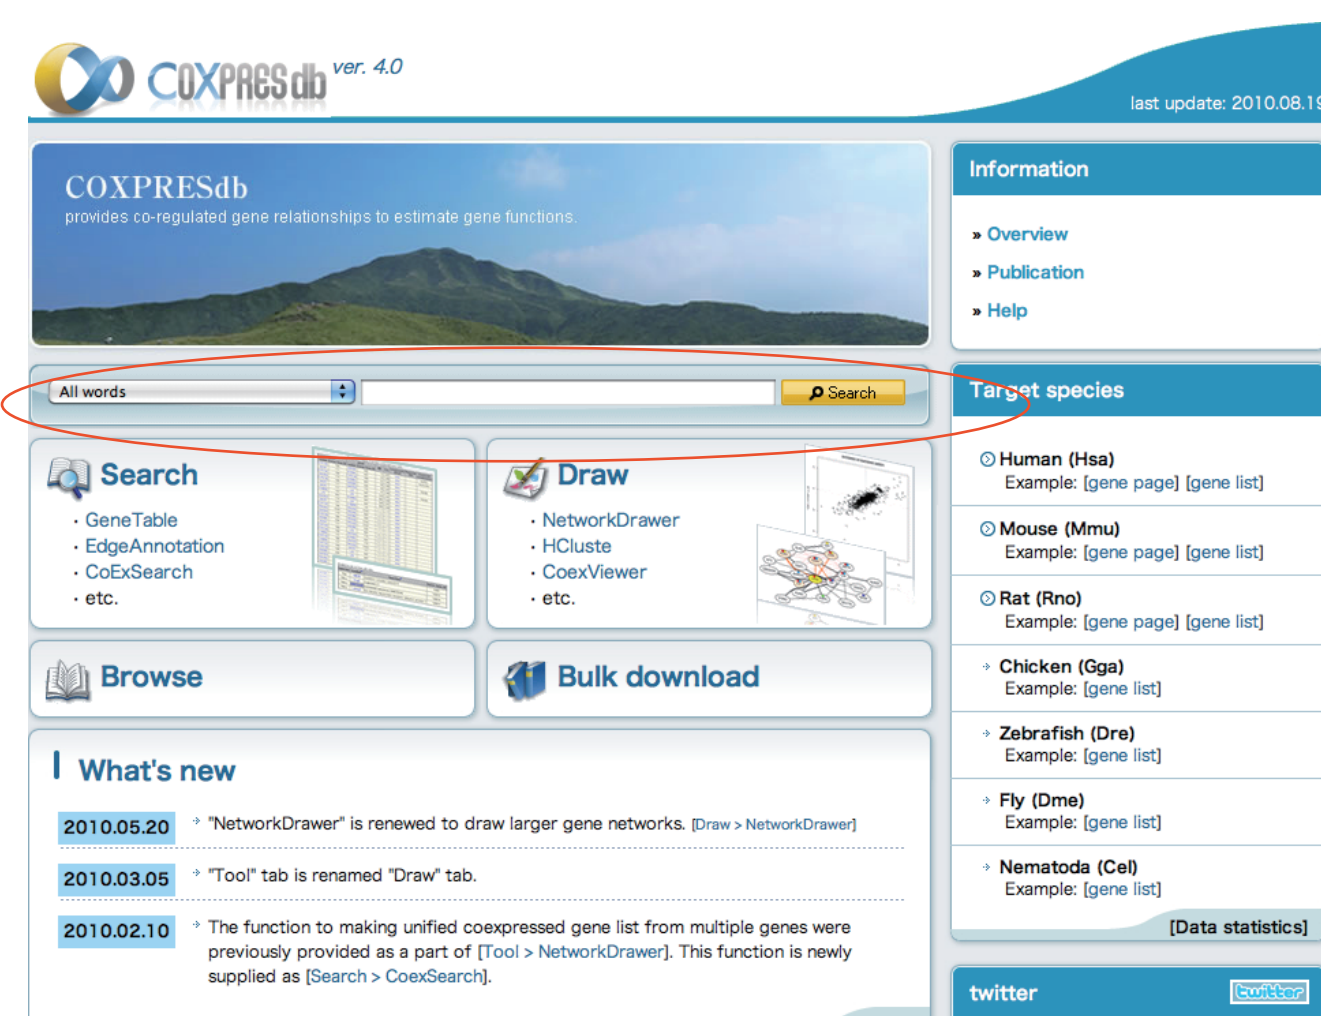 COXPRESdb ver. 4.0
last update: 2010.08.19
COXPRESdb
provides co-regulated gene relationships to estimate gene functions.
All words
Search
Search
· GeneTable
· EdgeAnnotation
· CoExSearch
· etc.
Draw
· NetworkDrawer
· HCluste
· CoexViewer
· etc.
Browse
Bulk download
What's new
2010.05.20 "NetworkDrawer" is renewed to draw larger gene networks. [Draw > NetworkDrawer]
2010.03.05 "Tool" tab is renamed "Draw" tab.
2010.02.10 The function to making unified coexpressed gene list from multiple genes were
previously provided as a part of [Tool > NetworkDrawer]. This function is newly
supplied as [Search > CoexSearch].
Information
» Overview
» Publication
» Help
Target species
Human (Hsa)
Example: [gene page] [gene list]
Mouse (Mmu)
Example: [gene page] [gene list]
Rat (Rno)
Example: [gene page] [gene list]
Chicken (Gga)
Example: [gene list]
Zebrafish (Dre)
Example: [gene list]
Fly (Dme)
Example: [gene list]
Nematoda (Cel)
Example: [gene list]
[Data statistics]
twitter
twitter